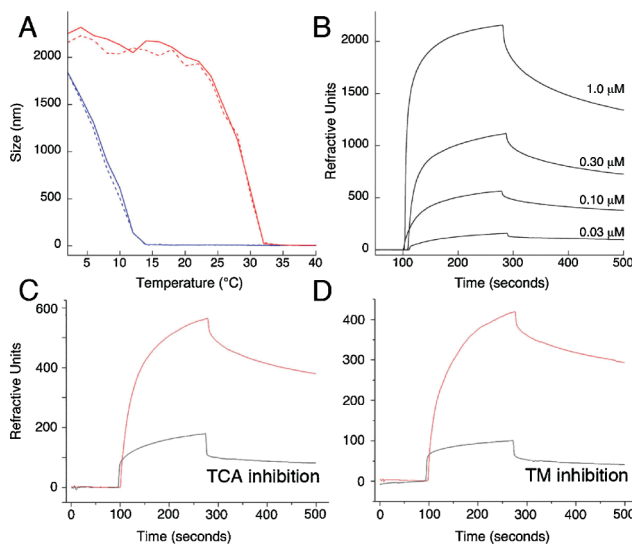 A
2000
1500
1000
500
0
Size (nm)
5 10 15 20 25 30 35 40
Temperature (°C)
B
2000
1500
1000
500
0
Refractive Units
1.0 μM
0.30 μM
0.10 μM
0.03 μM
100 200 300 400 500
Time (seconds)
C
600
400
200
0
Refractive Units
TCA inhibition
0 100 200 300 400 500
Time (seconds)
D
400
300
200
100
0
TM inhibition
0 100 200 300 400 500
Time (seconds)